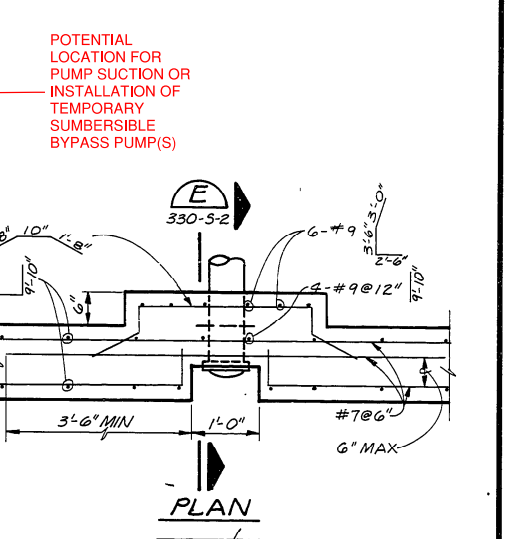 POTENTIAL
LOCATION FOR
PUMP SUCTION OR
INSTALLATION OF
TEMPORARY
SUMBERSIBLE
BYPASS PUMP(S)
E
330-S-2
8"
10"
1'-8"
6-#9
3'-6"
3'-0"
2'-6"
9'-10"
9'-10"
6"
4-#9@12"
3'-6" MIN
1'-0"
#7@6"
6" MAX
PLAN